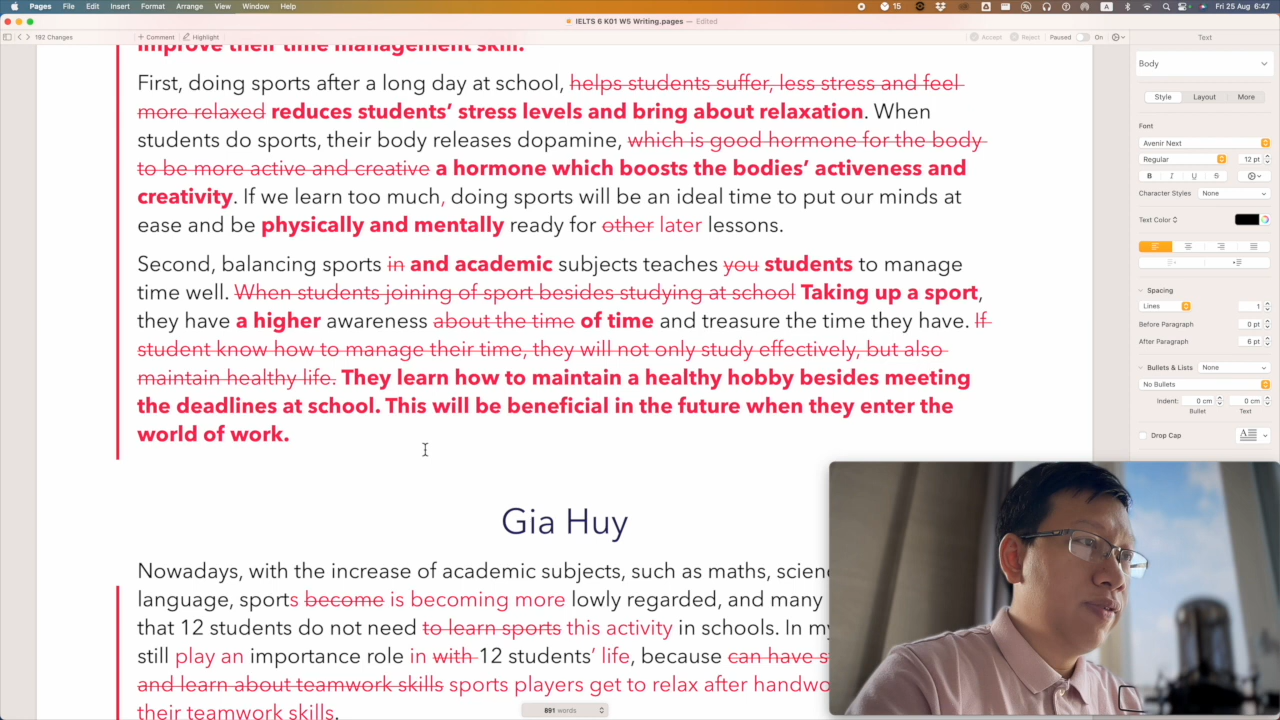 Pages File Edit Insert Format Arrange View Window Help 15 A Fri 25 Aug 6:47
IELTS 6 K01 W5 Writing.pages — Edited
192 Changes + Comment Highlight Accept Reject Paused On Text
improve their time management skill.
First, doing sports after a long day at school, helps students suffer, less stress and feel
more relaxed reduces students’ stress levels and bring about relaxation. When
students do sports, their body releases dopamine, which is good hormone for the body
to be more active and creative a hormone which boosts the bodies’ activeness and
creativity. If we learn too much, doing sports will be an ideal time to put our minds at
ease and be physically and mentally ready for other later lessons.
Second, balancing sports in and academic subjects teaches you students to manage
time well. When students joining of sport besides studying at school Taking up a sport,
they have a higher awareness about the time of time and treasure the time they have. If
student know how to manage their time, they will not only study effectively, but also
maintain healthy life. They learn how to maintain a healthy hobby besides meeting
the deadlines at school. This will be beneficial in the future when they enter the
world of work.
Gia Huy
Nowadays, with the increase of academic subjects, such as maths,
language, sports become is becoming more lowly regarded, and many
that 12 students do not need to learn sports this activity in schools. In
still play an importance role in with 12 students’ life, because can have
and learn about teamwork skills sports players get to relax after
their teamwork skills.
891 words
Body
Style Layout More
Font
Avenir Next
Regular 12 pt
B I U S
Character Styles None
Text Color
Spacing
Lines 1
Before Paragraph 0 pt
After Paragraph 6 pt
Bullets & Lists None
No Bullets
Indent: 0 cm 0 cm
Bullet Text
Drop Cap